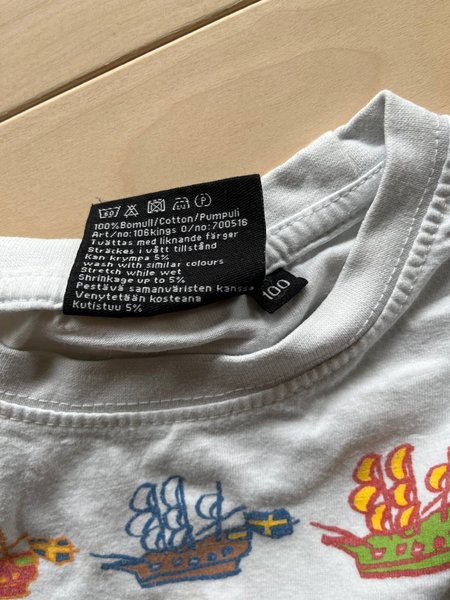 60
P
100%Bomull/Cotton/Pumpuli
Art/no:106kings O/no:700516
Tvättas med liknande färger
Sträckes i vått tillstånd
Kan krympa 5%
wash with similar colours
Stretch while wet
Shrinkage up to 5%
Pestävä samanväristen kanssa
Venytetään kosteana
Kutistuu 5%
100